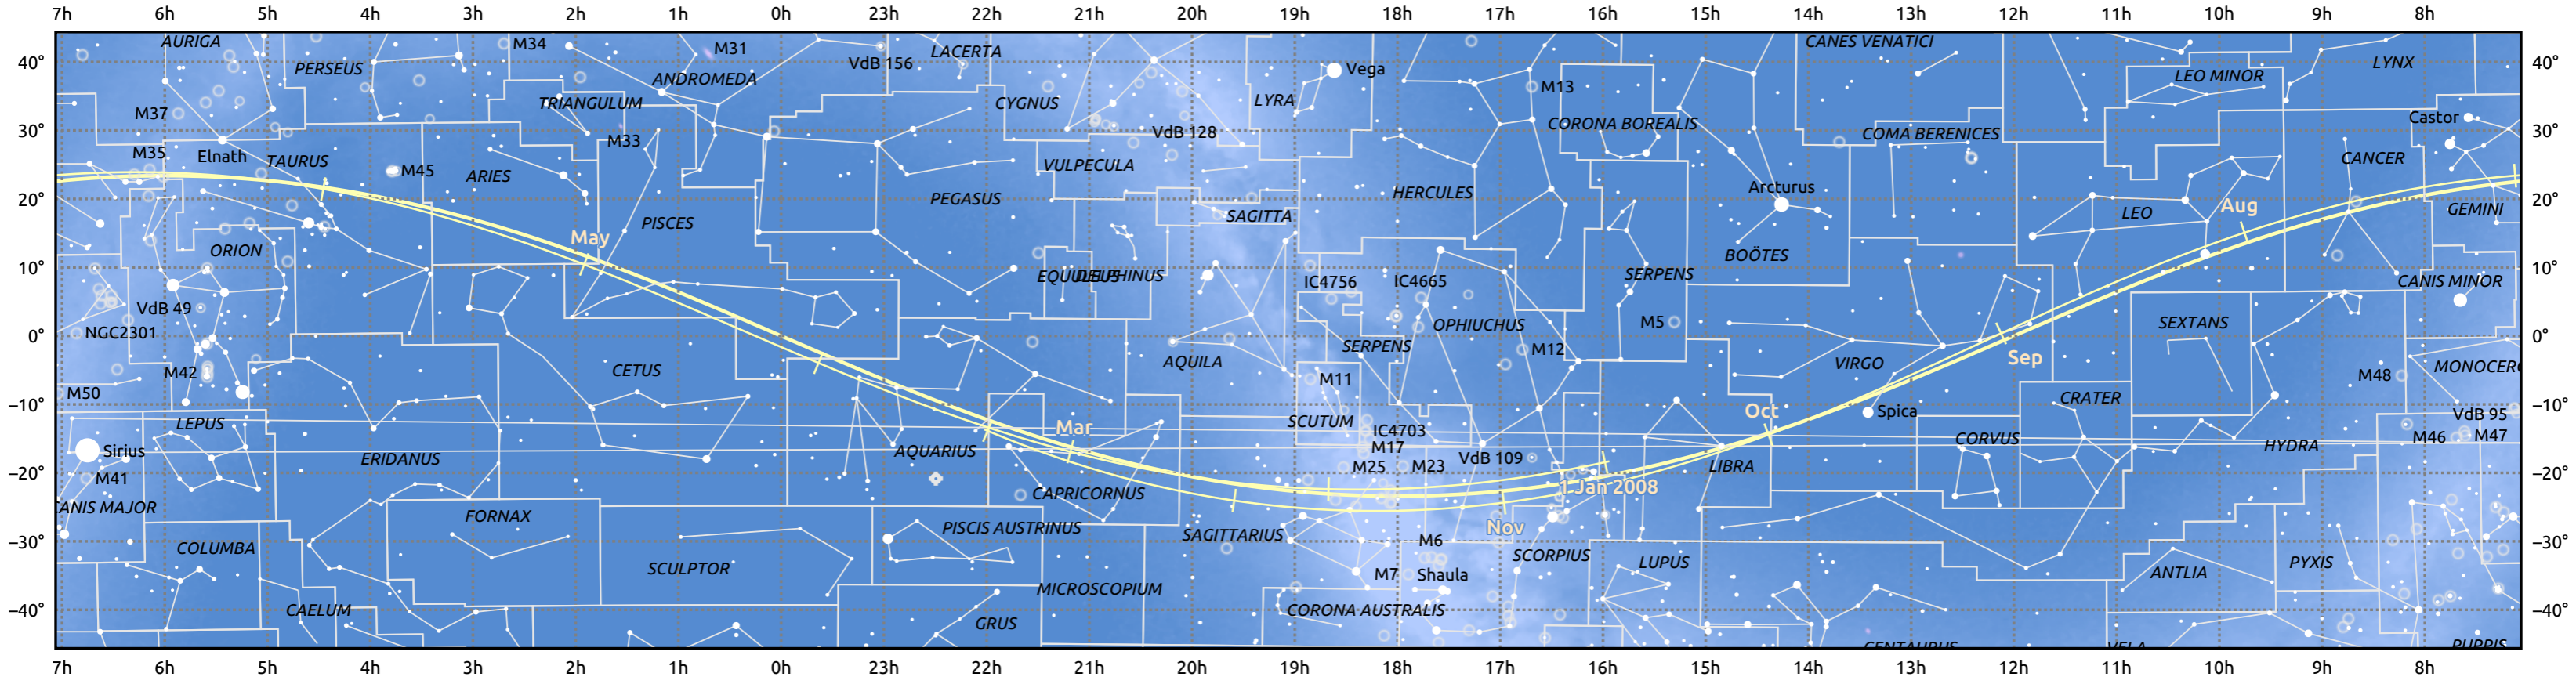 7h 6h 5h 4h 3h 2h 1h 0h 23h 22h 21h 20h 19h 18h 17h 16h 15h 14h 13h 12h 11h 10h 9h 8h
AURIGA M34 M31 LACERTA CANES VENATICI
40° PERSEUS ANDROMEDA VdB 156 Vega LEO MINOR LYNX 40°
TRIANGULUM CYGNUS LYRA M13
M37 VdB 128 CORONA BOREALIS COMA BERENICES Castor
30° M33 30°
M35 Elnath TAURUS M45 ARIES VULPECULA CANCER
20° PISCES PEGASUS SAGITTA HERCULES Arcturus LEO Aug GEMINI 20°
ORION May BOÖTES
10° EQUULEUS DELPHINUS IC4756 IC4665 SERPENS CANIS MINOR 10°
VdB 49
NGC2301 OPHIUCHUS M5 SEXTANS
0° SERPENS M12 Sep 0°
M42 CETUS AQUILA M11 VIRGO M48 MONOCERO
M50
−10° LEPUS Mar SCUTUM IC4703 Oct Spica CRATER VdB 95 −10°
Sirius ERIDANUS AQUARIUS M17 VdB 109 LIBRA CORVUS HYDRA M46 M47
−20° M41 M25 M23 −20°
CANIS MAJOR CAPRICORNUS 1 Jan 2008
FORNAX PISCIS AUSTRINUS SAGITTARIUS Nov
−30° COLUMBA M6 SCORPIUS −30°
SCULPTOR MICROSCOPIUM M7 Shaula LUPUS ANTLIA PYXIS
−40° CAELUM GRUS CORONA AUSTRALIS −40°
CENTAURUS VELA PUPPIS
7h 6h 5h 4h 3h 2h 1h 0h 23h 22h 21h 20h 19h 18h 17h 16h 15h 14h 13h 12h 11h 10h 9h 8h